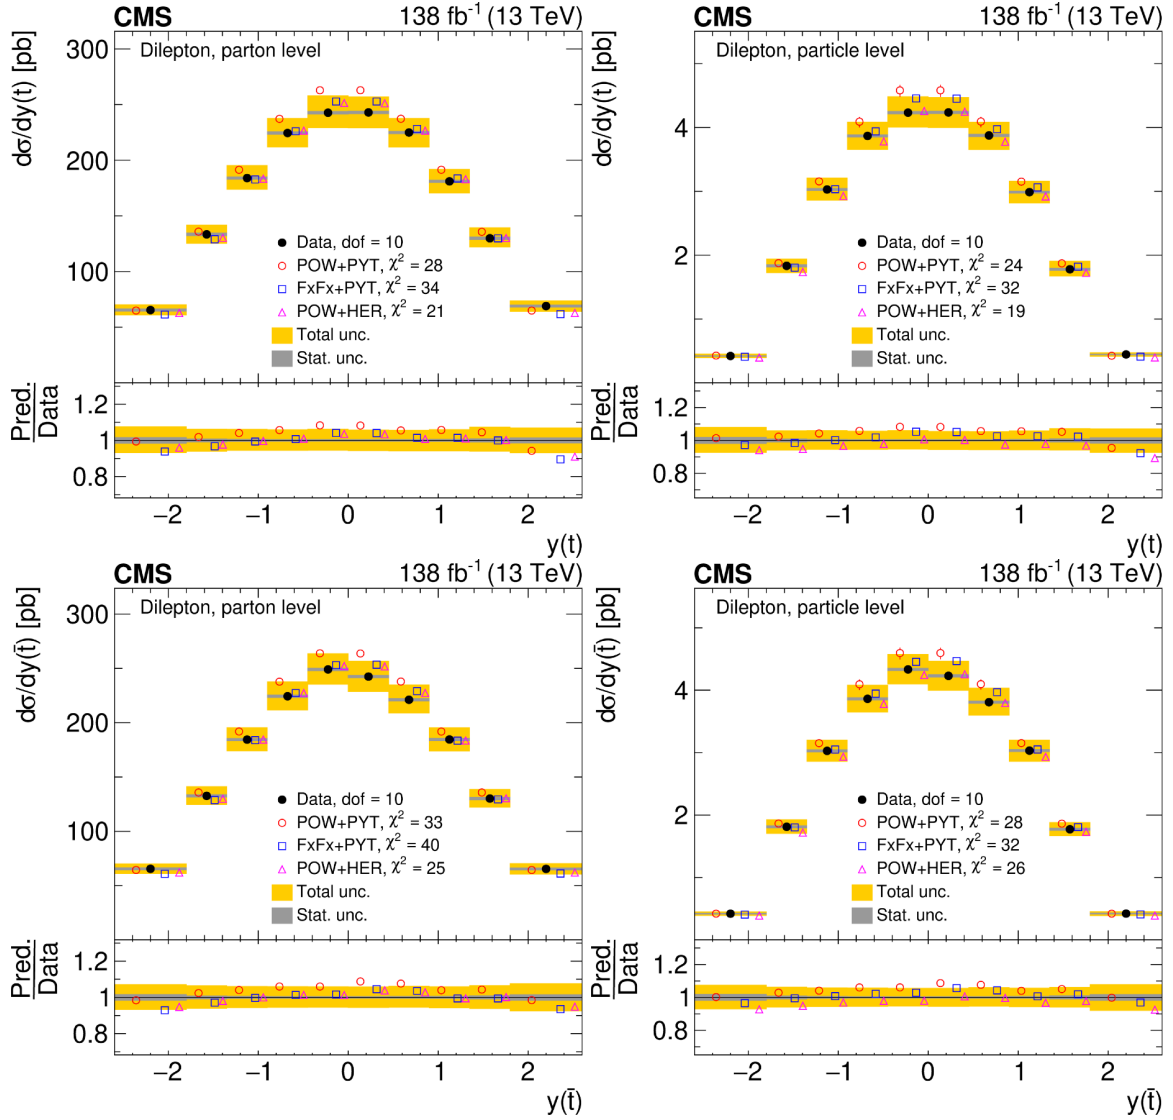 CMS 138 fb⁻¹ (13 TeV)
Dilepton, parton level
dσ/dy(t) [pb]
300
200
100
Data, dof = 10
POW+PYT, χ² = 28
FxFx+PYT, χ² = 34
POW+HER, χ² = 21
Total unc.
Stat. unc.
Pred.
Data
1.2
1
0.8
−2 −1 0 1 2
y(t)
CMS 138 fb⁻¹ (13 TeV)
Dilepton, particle level
dσ/dy(t) [pb]
4
2
Data, dof = 10
POW+PYT, χ² = 24
FxFx+PYT, χ² = 32
POW+HER, χ² = 19
Total unc.
Stat. unc.
Pred.
Data
1.2
1
0.8
−2 −1 0 1 2
y(t)
CMS 138 fb⁻¹ (13 TeV)
Dilepton, parton level
dσ/dy(t̄) [pb]
300
200
100
Data, dof = 10
POW+PYT, χ² = 33
FxFx+PYT, χ² = 40
POW+HER, χ² = 25
Total unc.
Stat. unc.
Pred.
Data
1.2
1
0.8
−2 −1 0 1 2
y(t̄)
CMS 138 fb⁻¹ (13 TeV)
Dilepton, particle level
dσ/dy(t̄) [pb]
4
2
Data, dof = 10
POW+PYT, χ² = 28
FxFx+PYT, χ² = 32
POW+HER, χ² = 26
Total unc.
Stat. unc.
Pred.
Data
1.2
1
0.8
−2 −1 0 1 2
y(t̄)